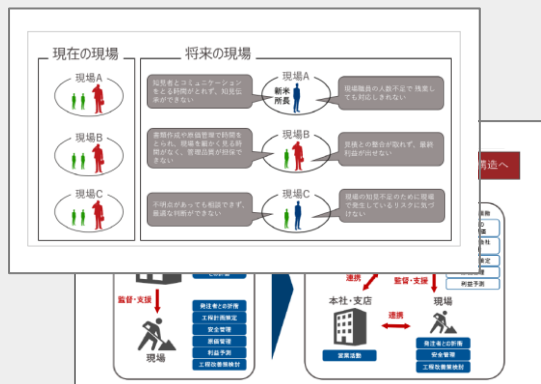 現在の現場
将来の現場
現場A
現場B
現場C
現場A
新米
所長
知見者とコミュニケーション
をとる時間がとれず、知見伝
承ができない
現場職員の人数不足で残業し
ても対応しきれない
現場B
書類作成や原価管理で時間を
とられ、現場を細かく見る時
間がなく、管理品質が担保で
きない
見積との整合が取れず、最終
利益が出せない
現場C
不明点があっても相談できず、
最適な判断ができない
現場の知見不足のために現場
で発生しているリスクに気づ
けない
構造へ
監督・支援
現場
発注者との折衝
工程計画策定
安全管理
原価管理
利益予測
工程改善策検討
連携
監督・支援
利益予測
本社・支店
連携
現場
営業活動
発注者との折衝
安全管理
工程改善策検討